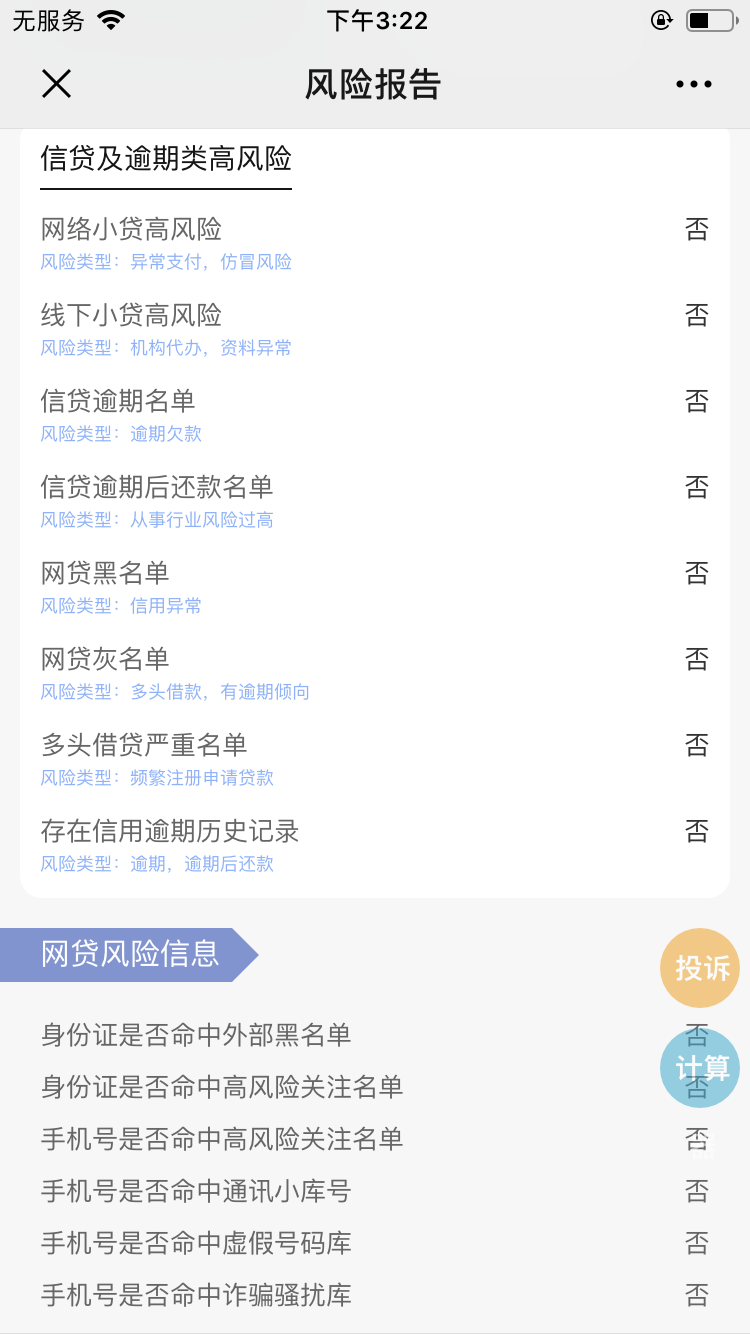 无服务 下午3:22
风险报告
信贷及逾期类高风险
网络小贷高风险 否
风险类型：异常支付，仿冒风险
线下小贷高风险 否
风险类型：机构代办，资料异常
信贷逾期名单 否
风险类型：逾期欠款
信贷逾期后还款名单 否
风险类型：从事行业风险过高
网贷黑名单 否
风险类型：信用异常
网贷灰名单 否
风险类型：多头借款，有逾期倾向
多头借贷严重名单 否
风险类型：频繁注册申请贷款
存在信用逾期历史记录 否
风险类型：逾期，逾期后还款
网贷风险信息
投诉
身份证是否命中外部黑名单 否
计算
身份证是否命中高风险关注名单 否
手机号是否命中高风险关注名单 否
手机号是否命中通讯小库号 否
手机号是否命中虚假号码库 否
手机号是否命中诈骗骚扰库 否